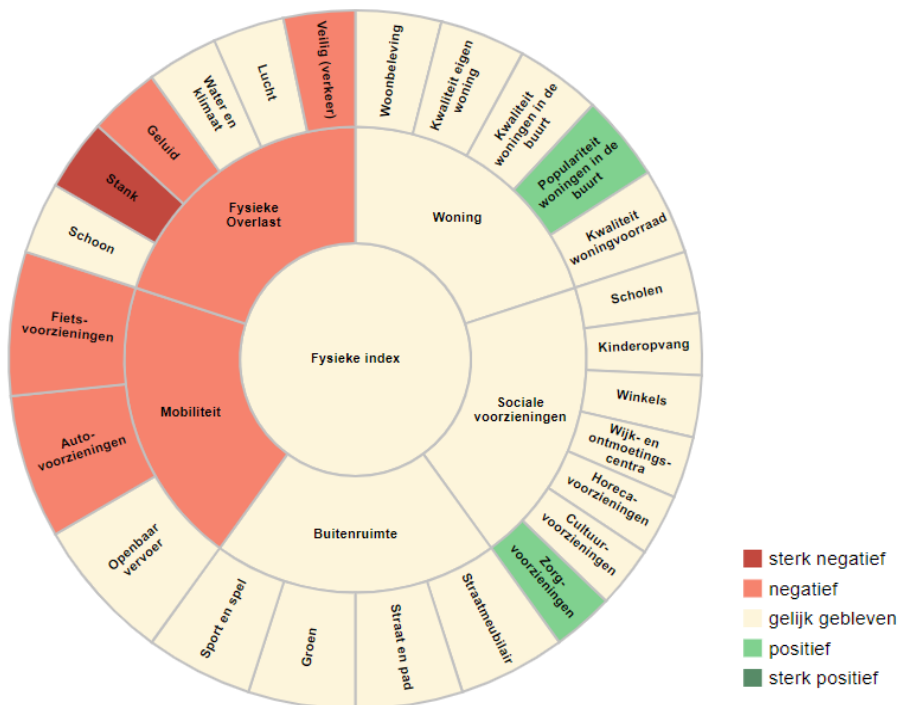 Woonbeleving
Kwaliteit eigen
woning
Kwaliteit
woningen in de
buurt
Populariteit
woningen in de
buurt
Kwaliteit
woningvoorraad
Scholen
Kinderopvang
Winkels
Wijk- en
ontmoetings-
centra
Horeca-
voorzieningen
Cultuur-
voorzieningen
Zorg-
voorzieningen
Straatmeubilair
Straat en pad
Groen
Sport en spel
Openbaar
vervoer
Auto-
voorzieningen
Fiets-
voorzieningen
Schoon
Stank
Geluid
Water en
klimaat
Lucht
Veilig (verkeer)
Woning
Sociale
voorzieningen
Buitenruimte
Mobiliteit
Fysieke
Overlast
Fysieke index
sterk negatief
negatief
gelijk gebleven
positief
sterk positief